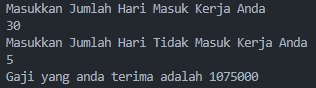 Masukkan Jumlah Hari Masuk Kerja Anda
30
Masukkan Jumlah Hari Tidak Masuk Kerja Anda
5
Gaji yang anda terima adalah 1075000